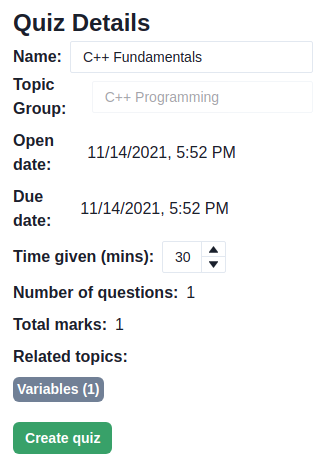 Quiz Details
Name: C++ Fundamentals
Topic
Group: C++ Programming
Open
date: 11/14/2021, 5:52 PM
Due
date: 11/14/2021, 5:52 PM
Time given (mins): 30
Number of questions: 1
Total marks: 1
Related topics:
Variables (1)
Create quiz